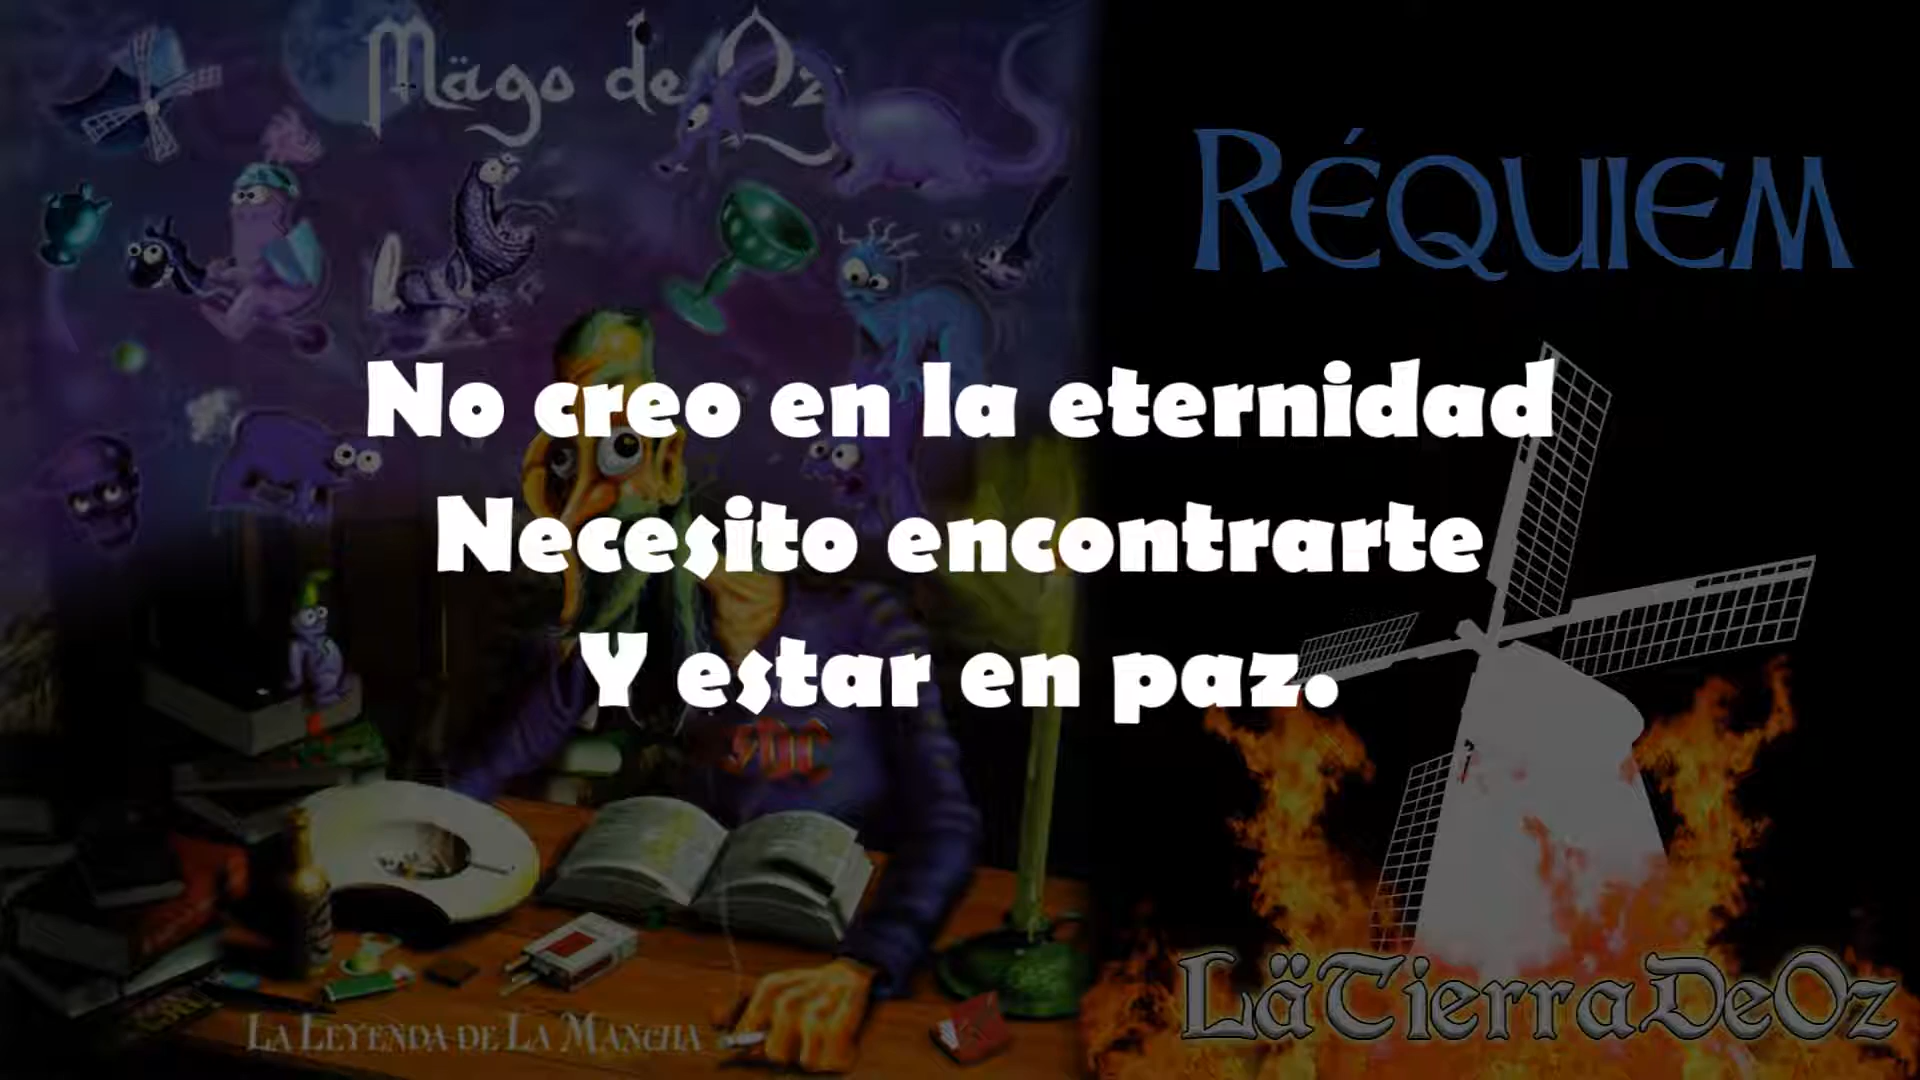 Mägo de Oz
RÉQUIEM
No creo en la eternidad
Necesito encontrarte
Y estar en paz.
LA LEYENDA DE LA MANCHA
LäTierraDeOz